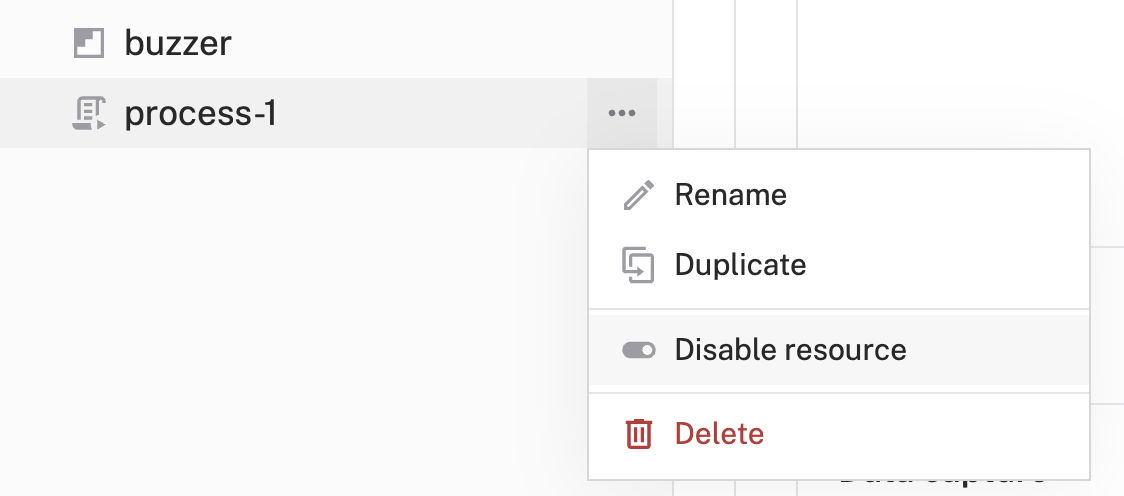 buzzer
process-1
Rename
Duplicate
Disable resource
Delete